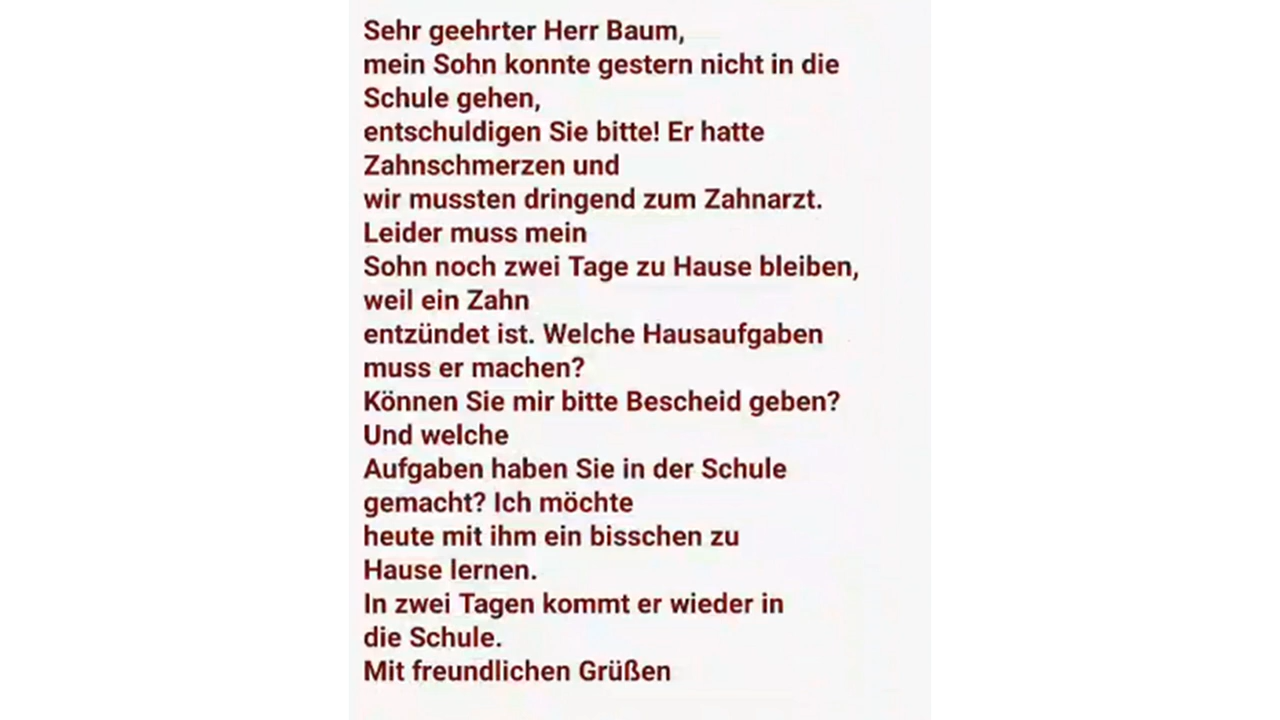 Sehr geehrter Herr Baum,
mein Sohn konnte gestern nicht in die
Schule gehen,
entschuldigen Sie bitte! Er hatte
Zahnschmerzen und
wir mussten dringend zum Zahnarzt.
Leider muss mein
Sohn noch zwei Tage zu Hause bleiben,
weil ein Zahn
entzündet ist. Welche Hausaufgaben
muss er machen?
Können Sie mir bitte Bescheid geben?
Und welche
Aufgaben haben Sie in der Schule
gemacht? Ich möchte
heute mit ihm ein bisschen zu
Hause lernen.
In zwei Tagen kommt er wieder in
die Schule.
Mit freundlichen Grüßen